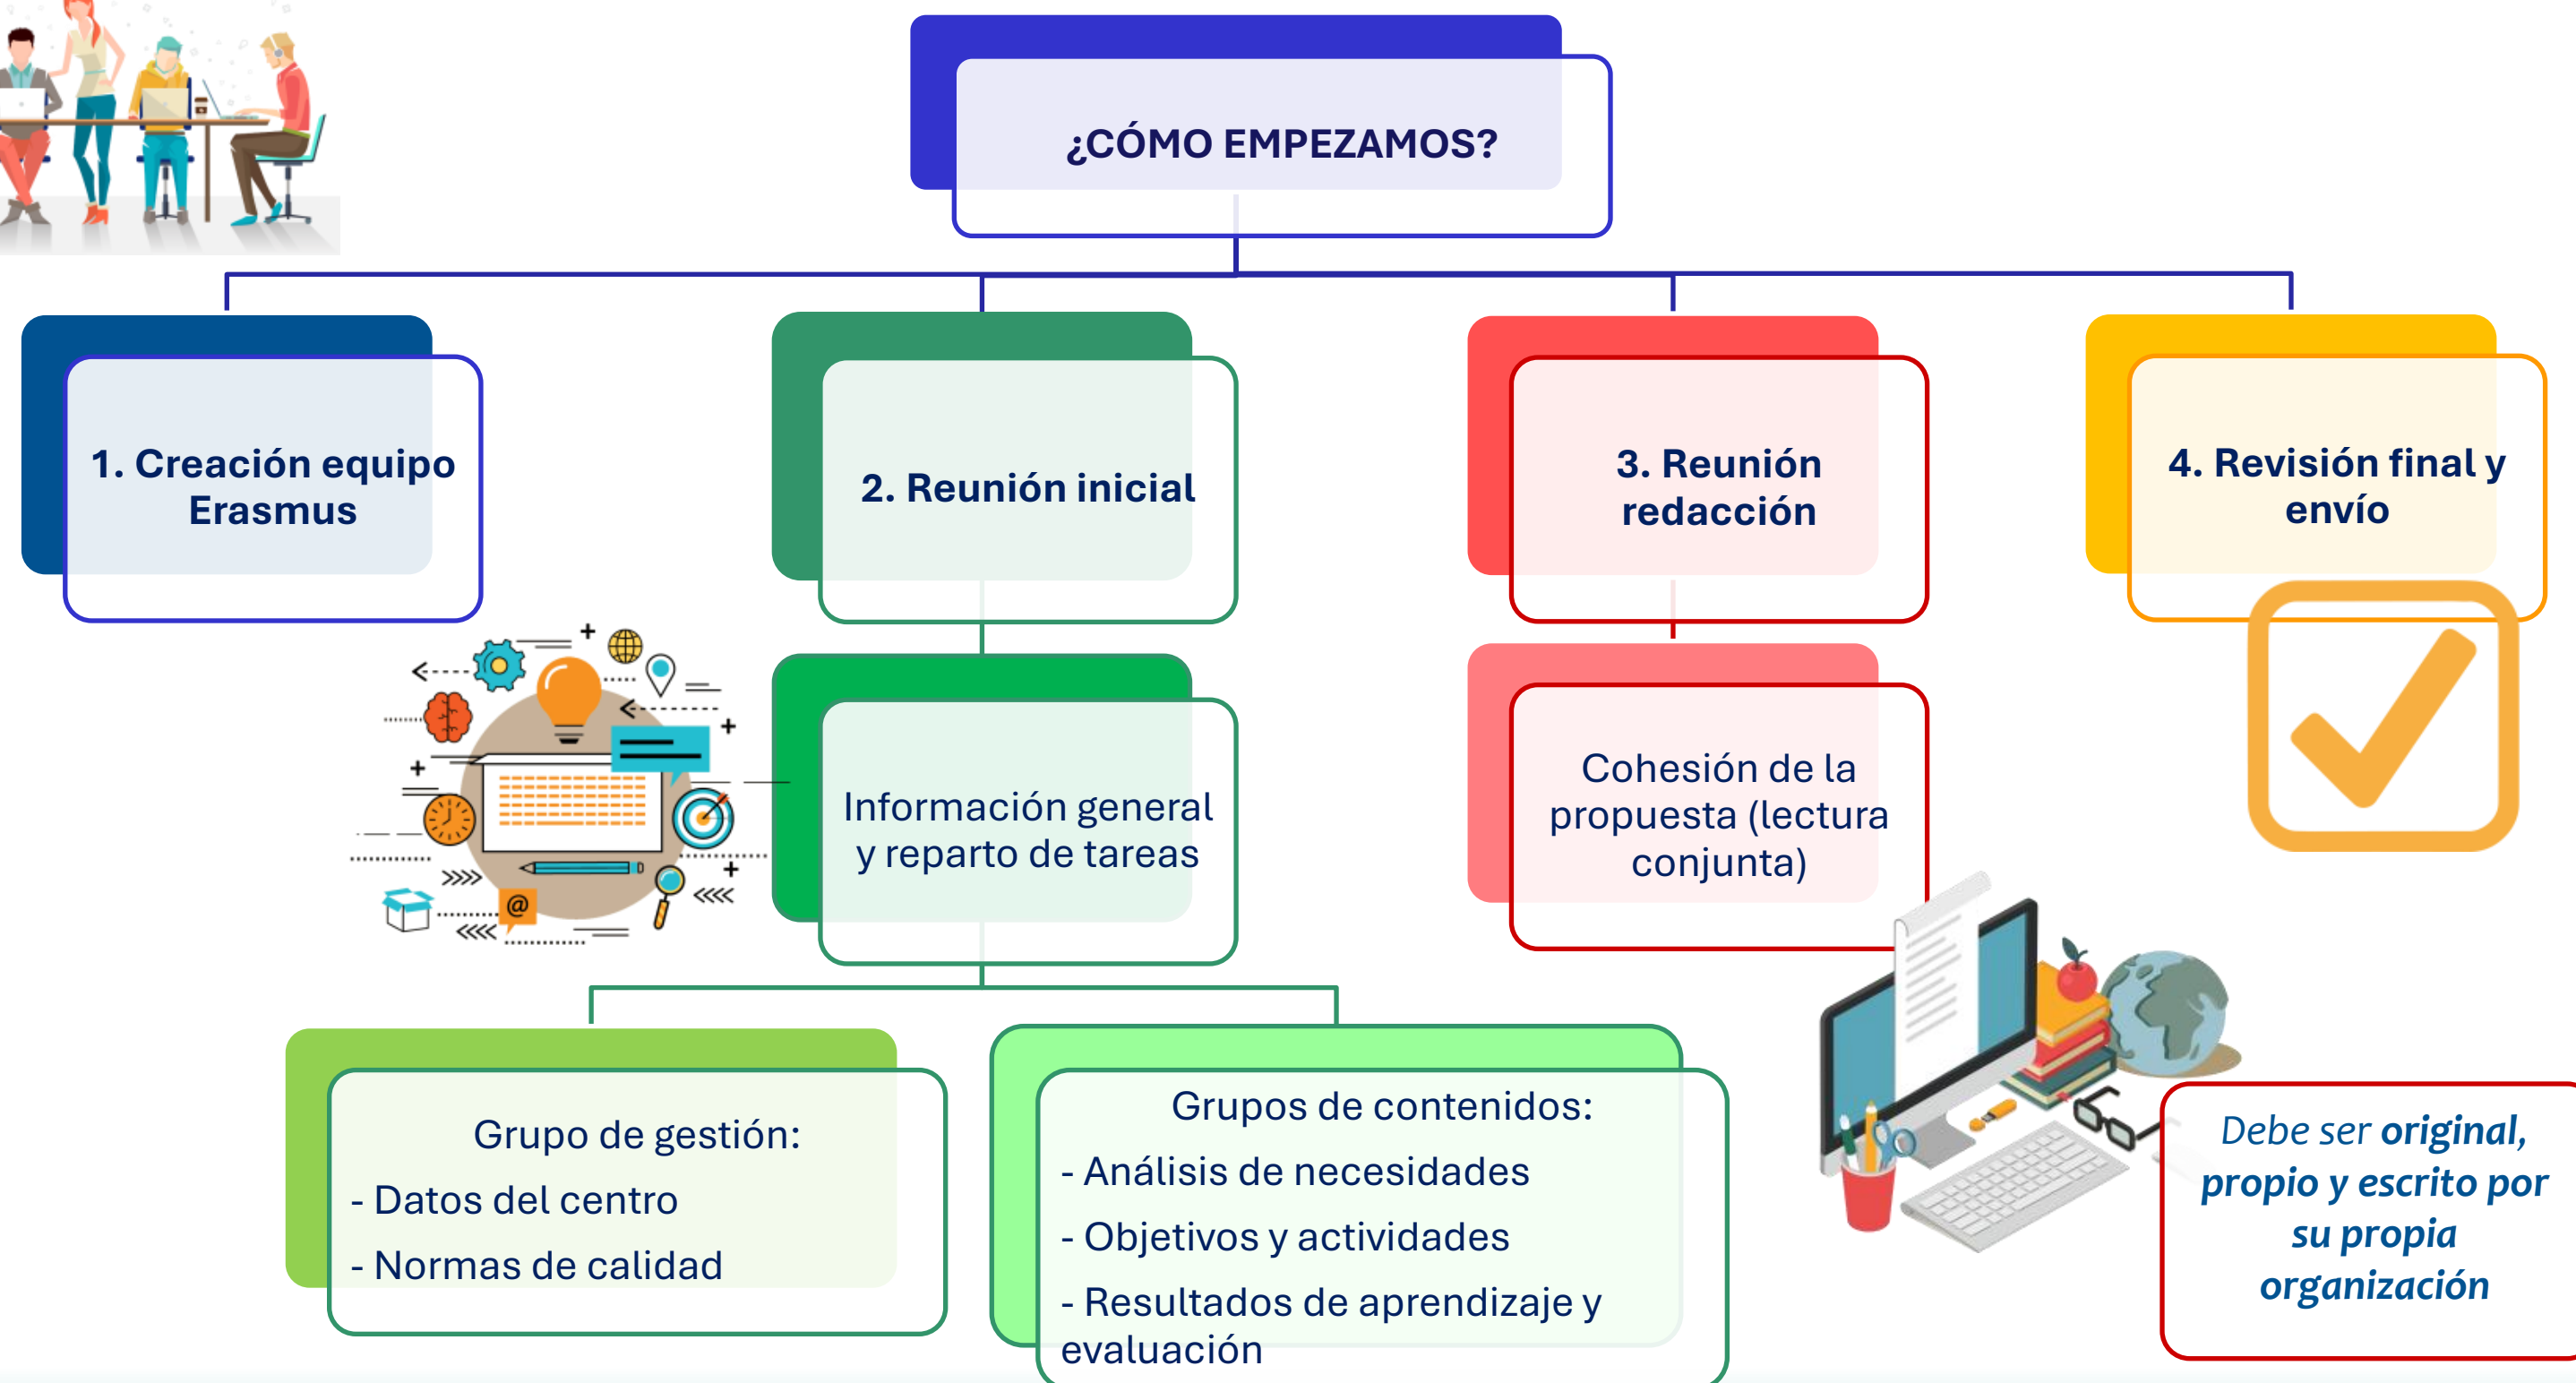 ¿CÓMO EMPEZAMOS?
1. Creación equipo
Erasmus
2. Reunión inicial
3. Reunión
redacción
4. Revisión final y
envío
Información general
y reparto de tareas
Cohesión de la
propuesta (lectura
conjunta)
@
Grupo de gestión:
- Datos del centro
- Normas de calidad
Grupos de contenidos:
- Análisis de necesidades
- Objetivos y actividades
- Resultados de aprendizaje y
evaluación
Debe ser original,
propio y escrito por
su propia
organización